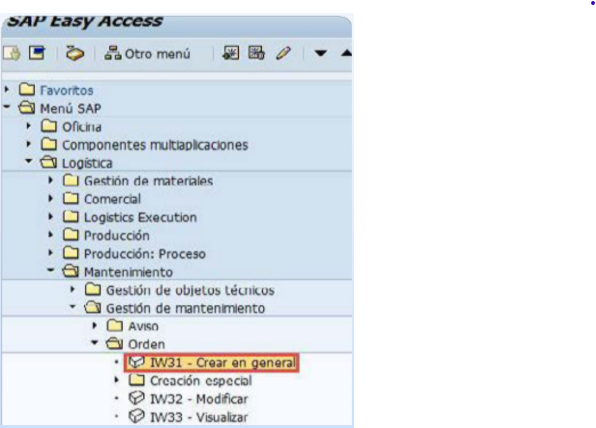 SAP Easy Access
Otro menú
Favoritos
Menú SAP
Oficina
Componentes multiaplicaciones
Logística
Gestión de materiales
Comercial
Logistics Execution
Producción
Producción: Proceso
Mantenimiento
Gestión de objetos técnicos
Gestión de mantenimiento
Aviso
Orden
IW31 - Crear en general
Creación especial
IW32 - Modificar
IW33 - Visualizar